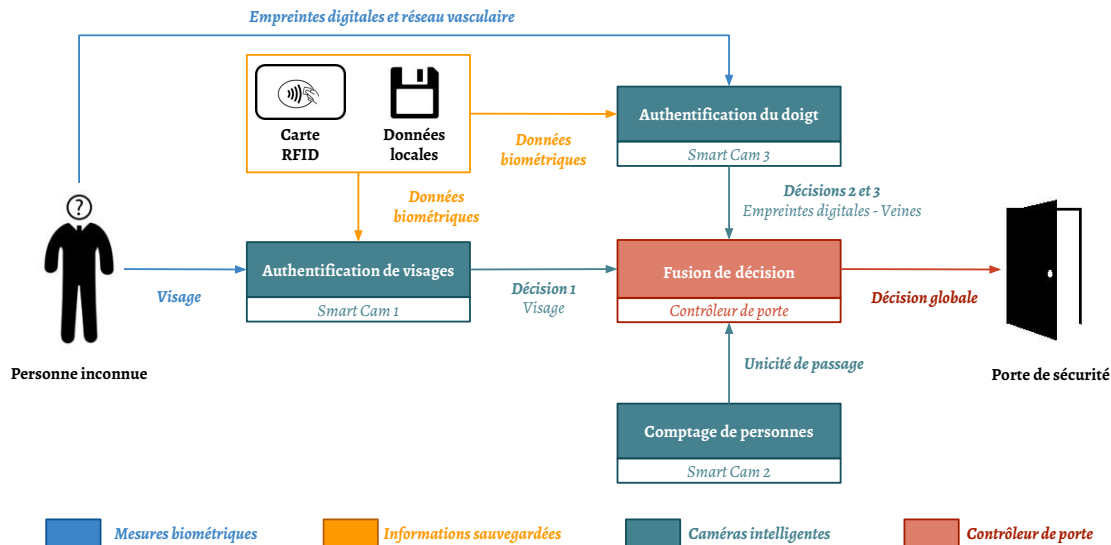 Empreintes digitales et réseau vasculaire
Carte
RFID
Données
locales
Données
biométriques
Authentification du doigt
Smart Cam 3
Données
biométriques
Décisions 2 et 3
Empreintes digitales - Veines
?
Visage
Authentification de visages
Smart Cam 1
Décision 1
Visage
Fusion de décision
Contrôleur de porte
Décision globale
Personne inconnue
Unicité de passage
Porte de sécurité
Comptage de personnes
Smart Cam 2
Mesures biométriques
Informations sauvegardées
Caméras intelligentes
Contrôleur de porte